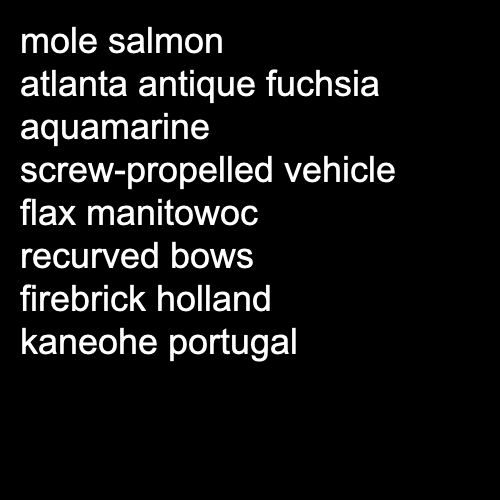 mole salmon
atlanta antique fuchsia
aquamarine
screw-propelled vehicle
flax manitowoc
recurved bows
firebrick holland
kaneohe portugal